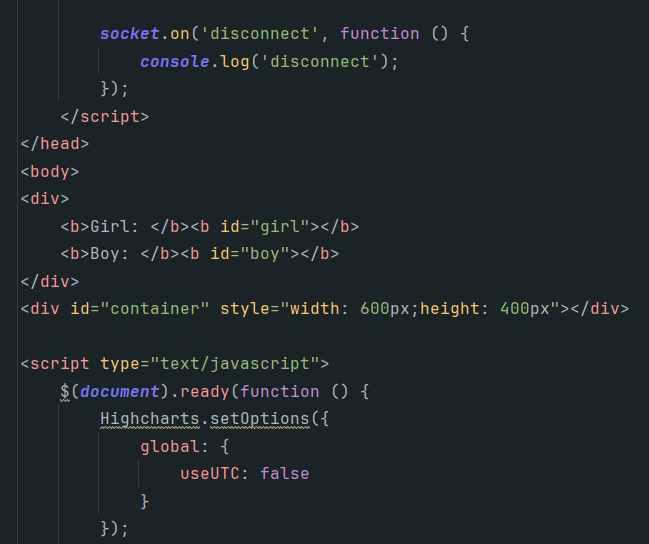 socket.on('disconnect', function () {
console.log('disconnect');
});
</script>
</head>
<body>
<div>
<b>Girl: </b><b id="girl"></b>
<b>Boy: </b><b id="boy"></b>
</div>
<div id="container" style="width: 600px;height: 400px"></div>
<script type="text/javascript">
$(document).ready(function () {
Highcharts.setOptions({
global: {
useUTC: false
}
});